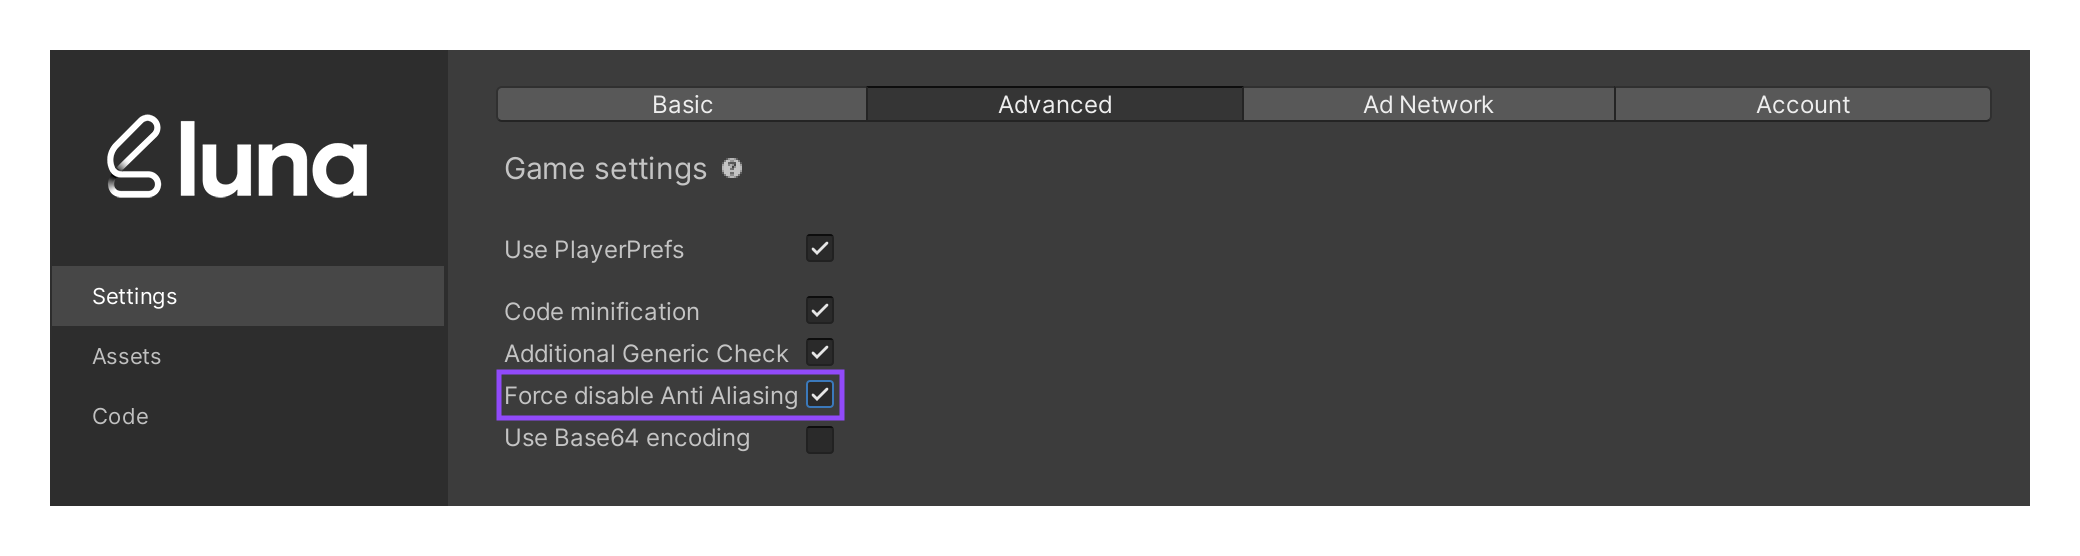 luna
Settings
Assets
Code
Basic Advanced Ad Network Account
Game settings ?
Use PlayerPrefs
Code minification
Additional Generic Check
Force disable Anti Aliasing
Use Base64 encoding